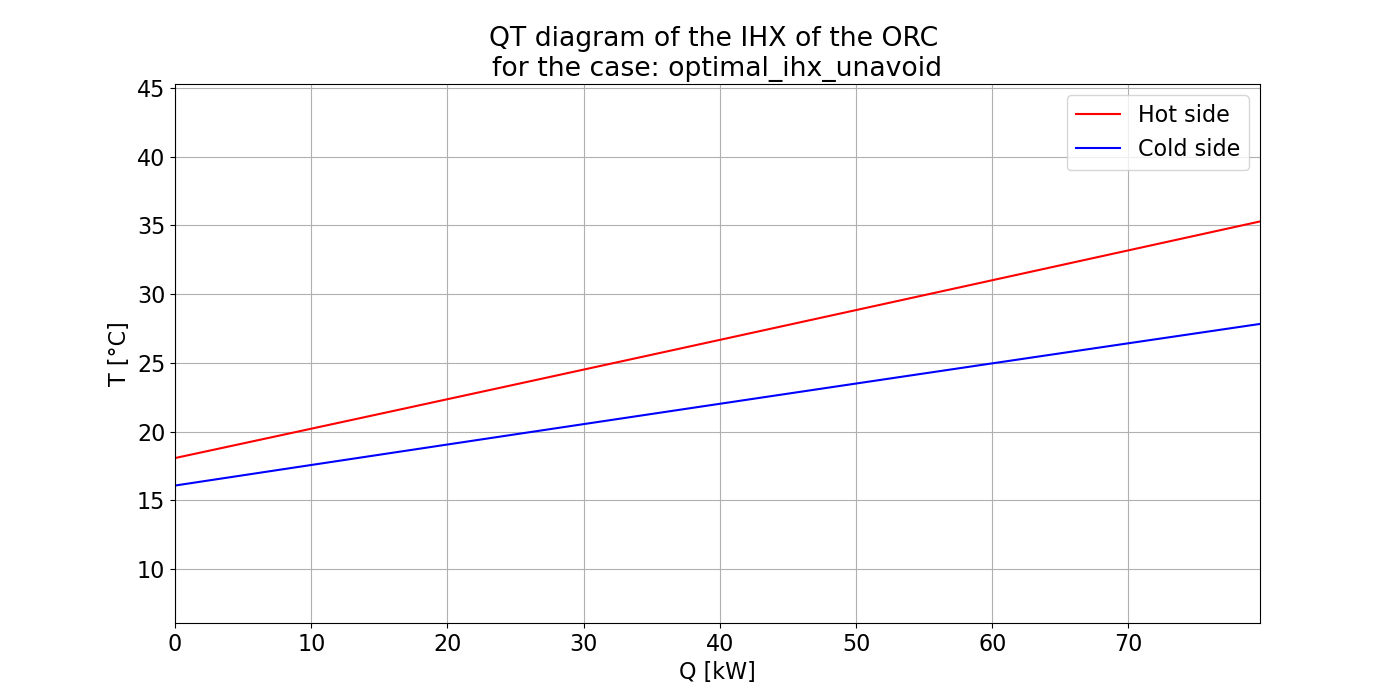 QT diagram of the IHX of the ORC
for the case: optimal_ihx_unavoid
45
40
35
30
25
20
15
10
T [°C]
Hot side
Cold side
0 10 20 30 40 50 60 70
Q [kW]